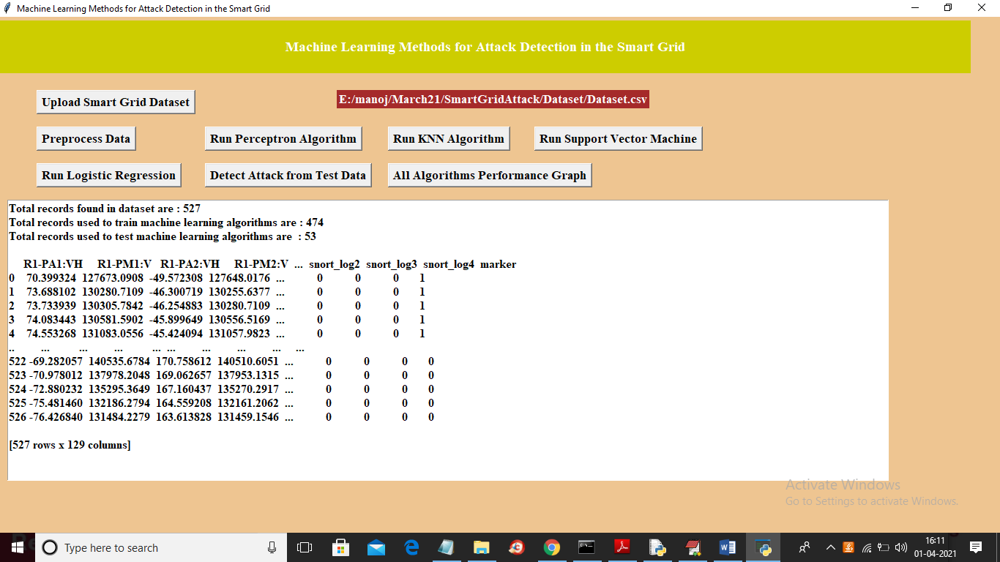 Machine Learning Methods for Attack Detection in the Smart Grid
Machine Learning Methods for Attack Detection in the Smart Grid
Upload Smart Grid Dataset
E:/manoj/March21/SmartGridAttack/Dataset/Dataset.csv
Preprocess Data
Run Perceptron Algorithm
Run KNN Algorithm
Run Support Vector Machine
Run Logistic Regression
Detect Attack from Test Data
All Algorithms Performance Graph
Total records found in dataset are : 527
Total records used to train machine learning algorithms are : 474
Total records used to test machine learning algorithms are  : 53
R1-PA1:VH R1-PM1:V R1-PA2:VH R1-PM2:V ... snort_log2 snort_log3 snort_log4 marker
0 70.399324 127673.0908 -49.572308 127648.0176 ... 0 0 0 1
1 73.688102 130280.7109 -46.300719 130255.6377 ... 0 0 0 1
2 73.733939 130305.7842 -46.254883 130280.7109 ... 0 0 0 1
3 74.083443 130581.5902 -45.899649 130556.5169 ... 0 0 0 1
4 74.553268 131083.0556 -45.424094 131057.9823 ... 0 0 0 1
.. ... ... ... ... ... ... ... ... ...
522 -69.282057 140535.6784 170.758612 140510.6051 ... 0 0 0 0
523 -70.978012 137978.2048 169.062657 137953.1315 ... 0 0 0 0
524 -72.880232 135295.3649 167.160437 135270.2917 ... 0 0 0 0
525 -75.481460 132186.2794 164.559208 132161.2062 ... 0 0 0 0
526 -76.426840 131484.2279 163.613828 131459.1546 ... 0 0 0 0
[527 rows x 129 columns]
Activate Windows
Go to Settings to activate Windows.
Type here to search
16:11
01-04-2021